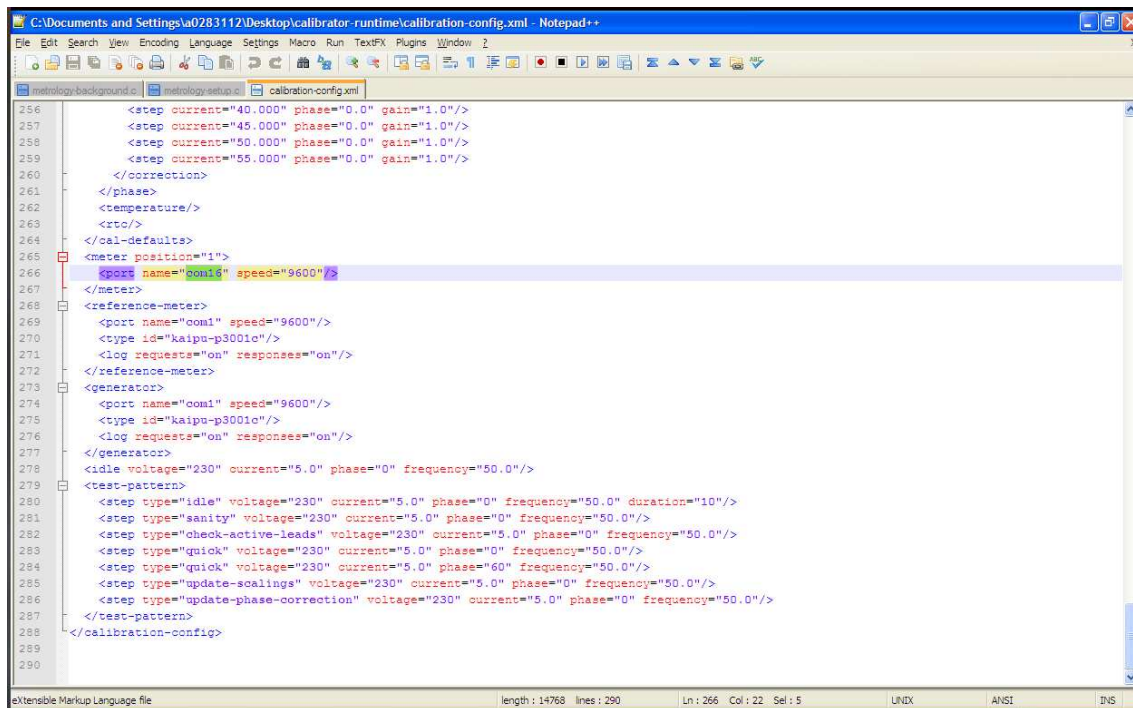 C:\Documents and Settings\a0283112\Desktop\calibrator-runtime\calibration-config.xml - Notepad++
File Edit Search View Encoding Language Settings Macro Run TextFX Plugins Window ?
metrology-background.c metrology-setup.c calibration-config.xml
256 <step current="40.000" phase="0.0" gain="1.0"/>
257 <step current="45.000" phase="0.0" gain="1.0"/>
258 <step current="50.000" phase="0.0" gain="1.0"/>
259 <step current="55.000" phase="0.0" gain="1.0"/>
260 </correction>
261 </phase>
262 <temperature/>
263 <rtc/>
264 </cal-defaults>
265 <meter position="1">
266 <port name="com16" speed="9600"/>
267 </meter>
268 <reference-meter>
269 <port name="com1" speed="9600"/>
270 <type id="kaipu-p3001c"/>
271 <log requests="on" responses="on"/>
272 </reference-meter>
273 <generator>
274 <port name="com1" speed="9600"/>
275 <type id="kaipu-p3001c"/>
276 <log requests="on" responses="on"/>
277 </generator>
278 <idle voltage="230" current="5.0" phase="0" frequency="50.0"/>
279 <test-pattern>
280 <step type="idle" voltage="230" current="5.0" phase="0" frequency="50.0" duration="10"/>
281 <step type="sanity" voltage="230" current="5.0" phase="0" frequency="50.0"/>
282 <step type="check-active-leads" voltage="230" current="5.0" phase="0" frequency="50.0"/>
283 <step type="quick" voltage="230" current="5.0" phase="0" frequency="50.0"/>
284 <step type="quick" voltage="230" current="5.0" phase="60" frequency="50.0"/>
285 <step type="update-scalings" voltage="230" current="5.0" phase="0" frequency="50.0"/>
286 <step type="update-phase-correction" voltage="230" current="5.0" phase="0" frequency="50.0"/>
287 </test-pattern>
288 </calibration-config>
289
290
eXtensible Markup Language file length : 14768 lines : 290 Ln : 266 Col : 22 Sel : 5 UNIX ANSI INS